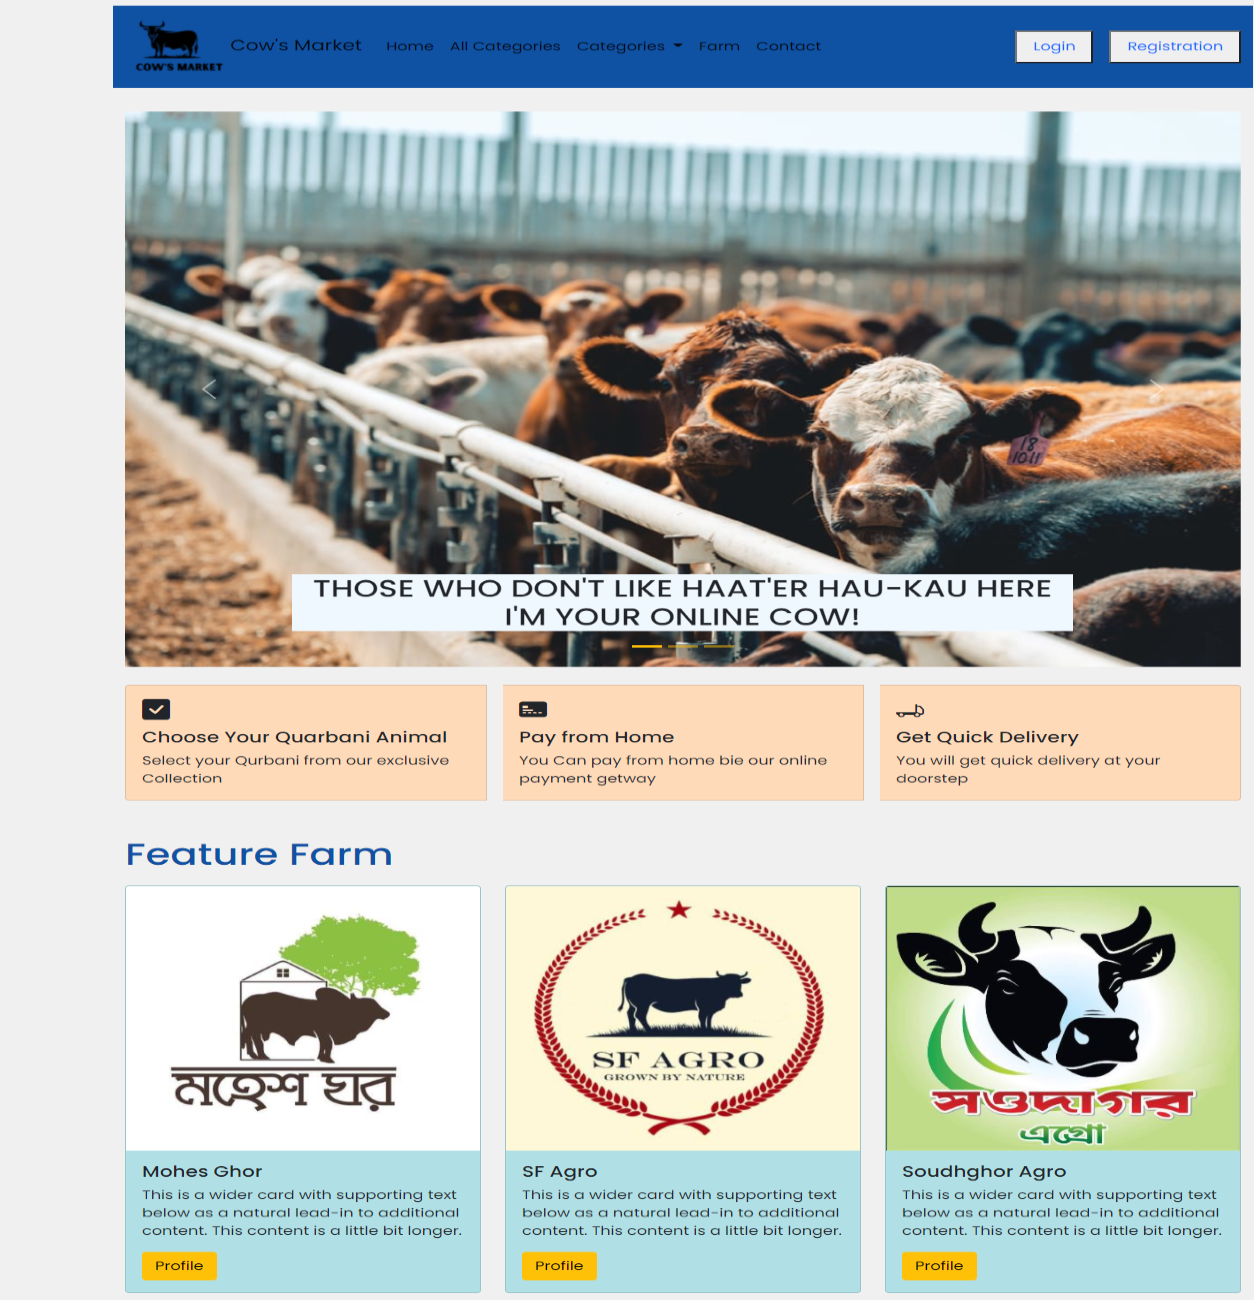 COW'S MARKET
Cow's Market Home All Categories Categories Farm Contact Login Registration
18
1011
THOSE WHO DON'T LIKE HAAT'ER HAU-KAU HERE
I'M YOUR ONLINE COW!
Choose Your Quarbani Animal
Select your Qurbani from our exclusive
Collection
Pay from Home
You Can pay from home bie our online
payment getway
Get Quick Delivery
You will get quick delivery at your
doorstep
Feature Farm
মহেশ ঘর
Mohes Ghor
This is a wider card with supporting text
below as a natural lead-in to additional
content. This content is a little bit longer.
Profile
SF AGRO
GROWN BY NATURE
SF Agro
This is a wider card with supporting text
below as a natural lead-in to additional
content. This content is a little bit longer.
Profile
সওদাগর
এগ্রো
Soudhghor Agro
This is a wider card with supporting text
below as a natural lead-in to additional
content. This content is a little bit longer.
Profile